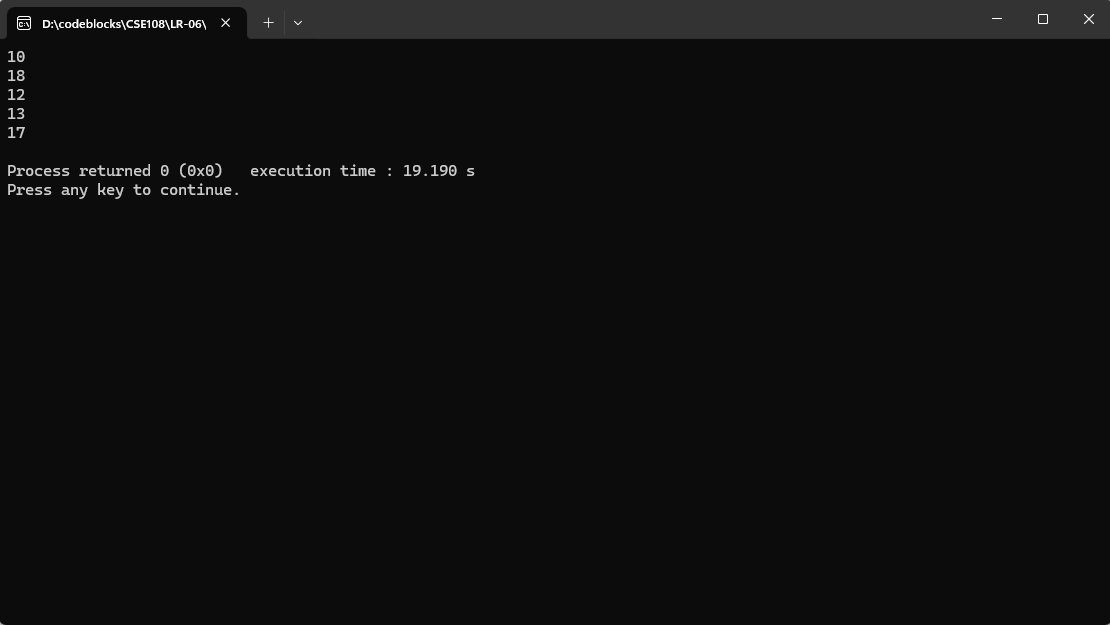 D:\codeblocks\CSE108\LR-06\
10
18
12
13
17
Process returned 0 (0x0)   execution time : 19.190 s
Press any key to continue.